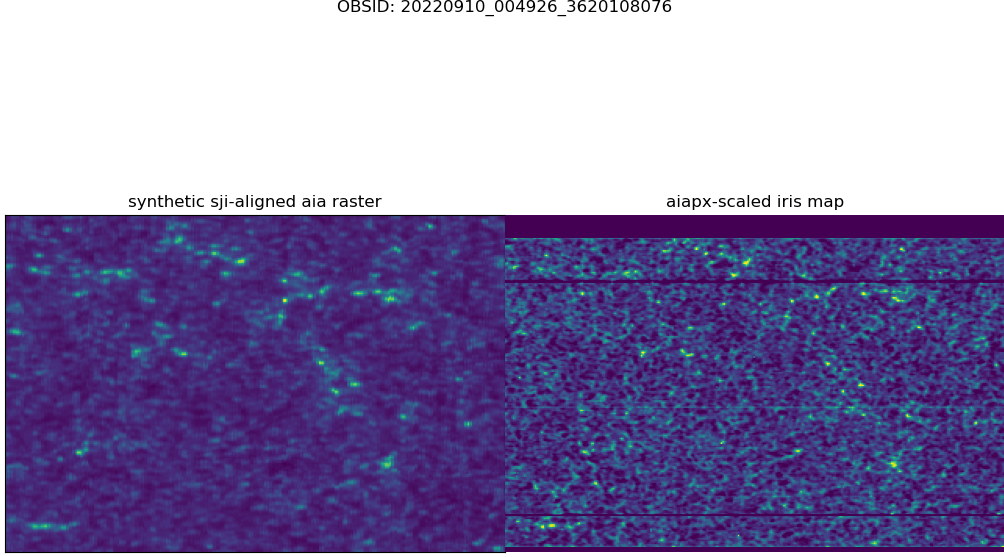 OBSID: 20220910_004926_3620108076
synthetic sji-aligned aia raster
aiapx-scaled iris map